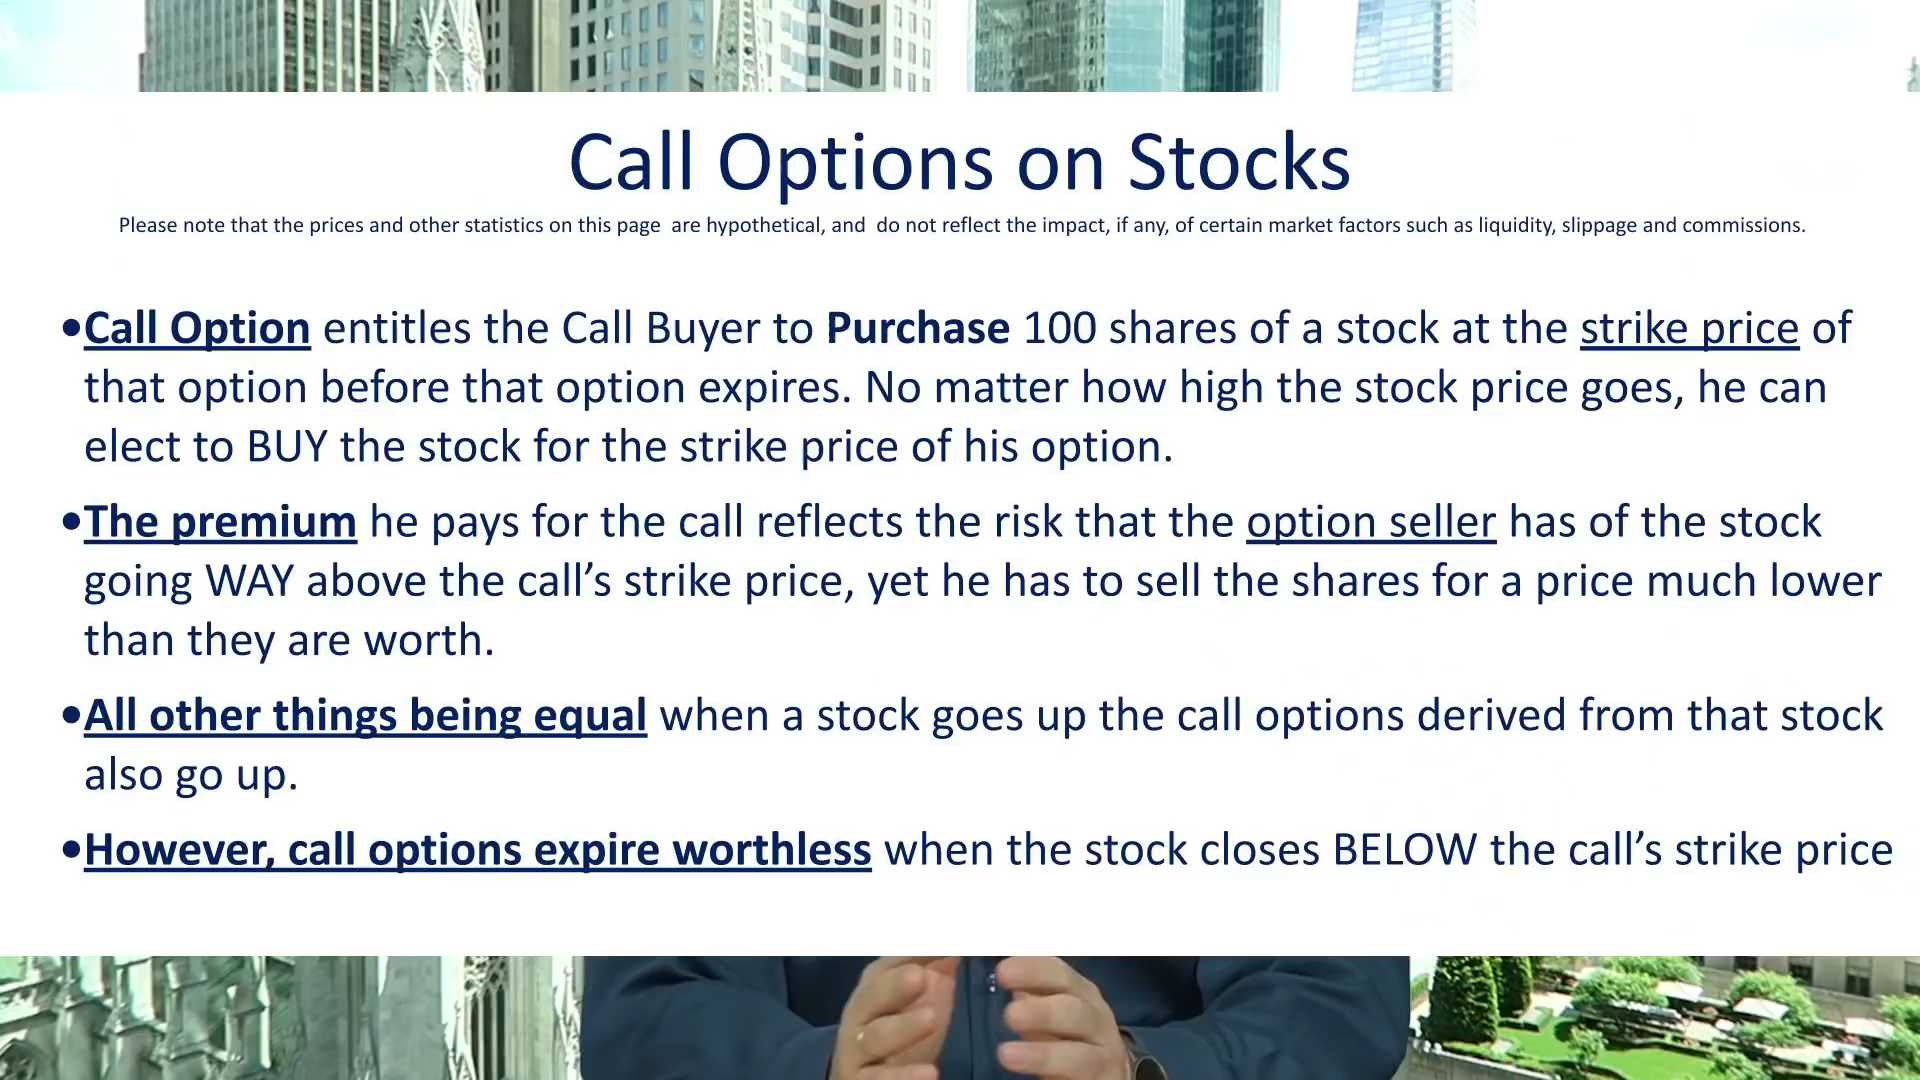 Call Options on Stocks
Please note that the prices and other statistics on this page  are hypothetical, and  do not reflect the impact, if any, of certain market factors such as liquidity, slippage and commissions.
•Call Option entitles the Call Buyer to Purchase 100 shares of a stock at the strike price of
that option before that option expires. No matter how high the stock price goes, he can
elect to BUY the stock for the strike price of his option.
•The premium he pays for the call reflects the risk that the option seller has of the stock
going WAY above the call’s strike price, yet he has to sell the shares for a price much lower
than they are worth.
•All other things being equal when a stock goes up the call options derived from that stock
also go up.
•However, call options expire worthless when the stock closes BELOW the call’s strike price